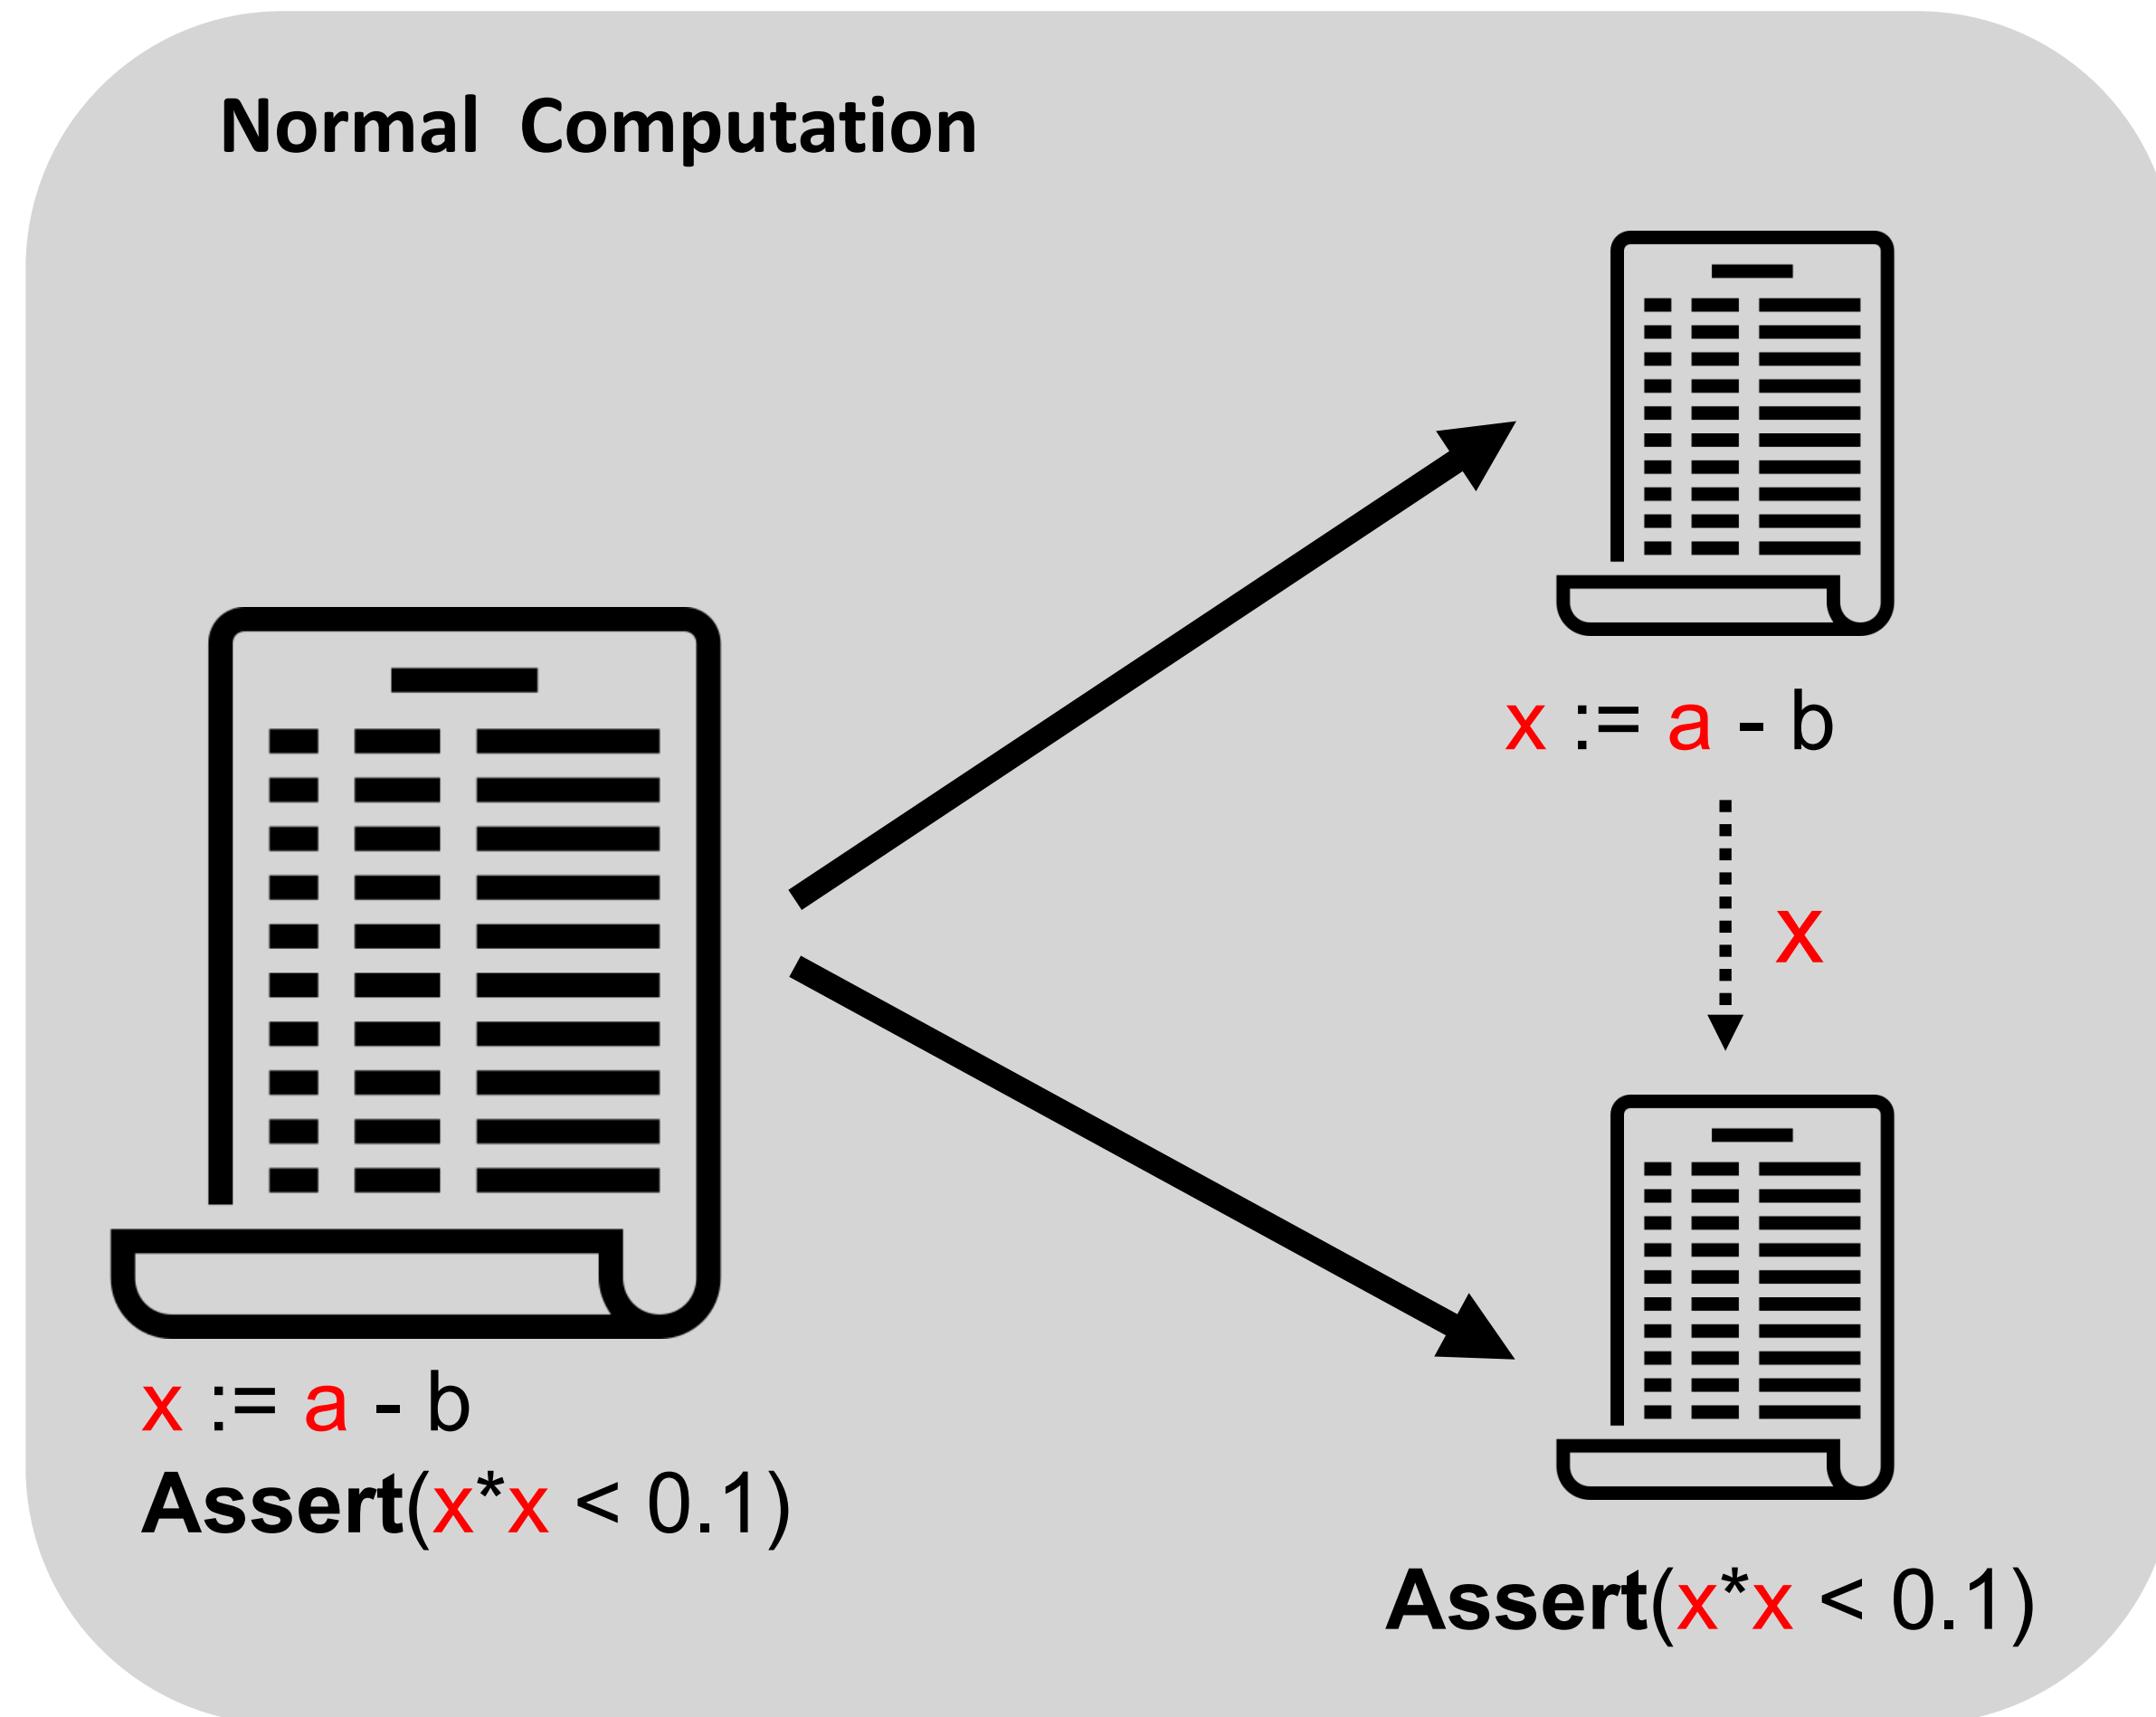 Normal Computation
x := a - b
Assert(x*x < 0.1)
x := a - b
x
Assert(x*x < 0.1)